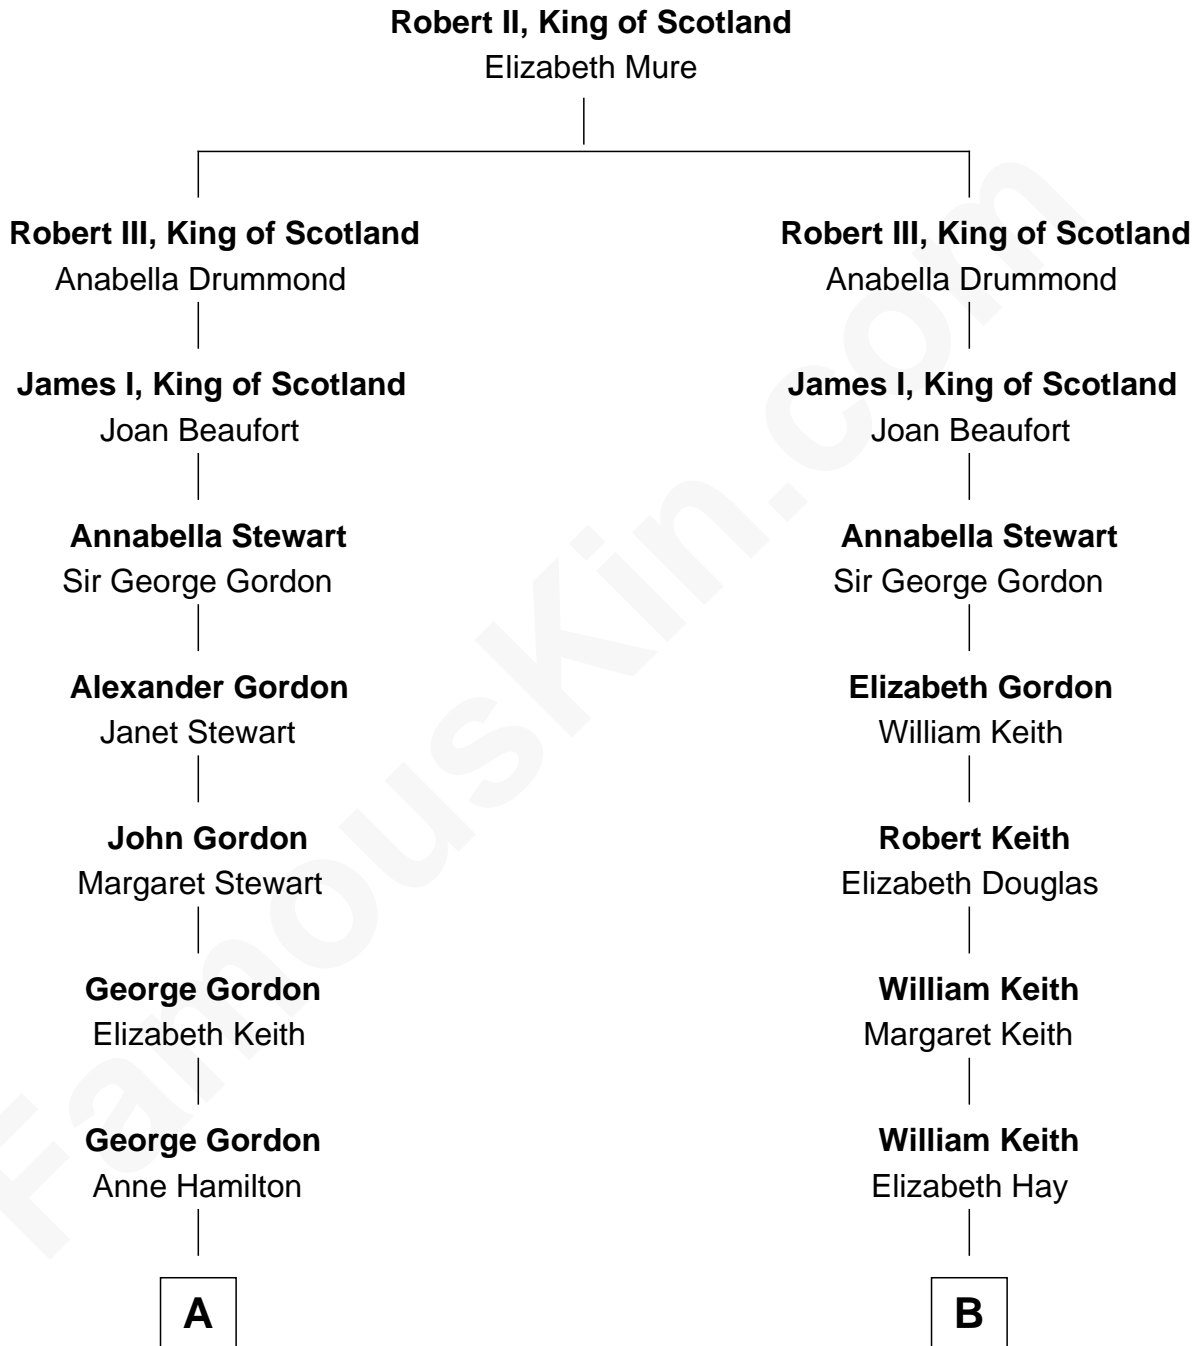 Robert II, King of Scotland
Elizabeth Mure
Robert III, King of Scotland
Anabella Drummond
James I, King of Scotland
Joan Beaufort
Annabella Stewart
Sir George Gordon
Alexander Gordon
Janet Stewart
John Gordon
Margaret Stewart
George Gordon
Elizabeth Keith
George Gordon
Anne Hamilton
A
Robert III, King of Scotland
Anabella Drummond
James I, King of Scotland
Joan Beaufort
Annabella Stewart
Sir George Gordon
Elizabeth Gordon
William Keith
Robert Keith
Elizabeth Douglas
William Keith
Margaret Keith
William Keith
Elizabeth Hay
B
FamousKin.com